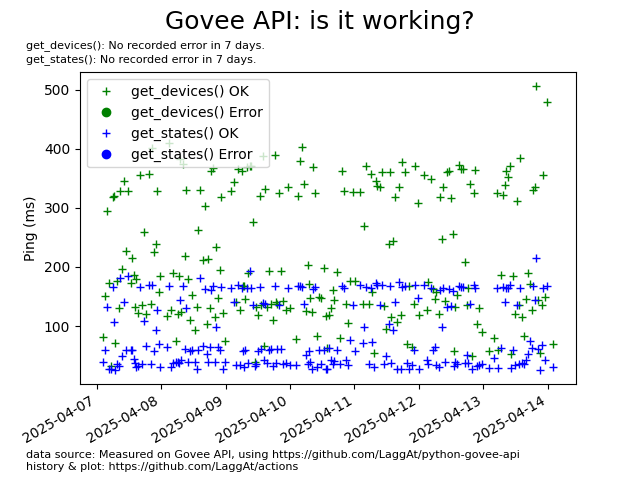 Govee API: is it working?
get_devices(): No recorded error in 7 days.
get_states(): No recorded error in 7 days.
get_devices() OK
get_devices() Error
get_states() OK
get_states() Error
500
400
300
200
100
Ping (ms)
2025-04-07
2025-04-08
2025-04-09
2025-04-10
2025-04-11
2025-04-12
2025-04-13
2025-04-14
data source: Measured on Govee API, using https://github.com/LaggAt/python-govee-api
history & plot: https://github.com/LaggAt/actions